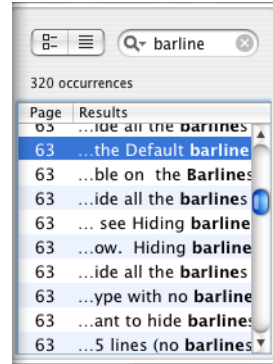 barline
320 occurrences
Page Results
63 ...ide all the barlines
63 ...the Default barline
63 ...ble on the Barlines
63 ...ide all the barlines
63 ... see Hiding barline
63 ...ow. Hiding barline
63 ...ide all the barlines
63 ...ype with no barline
63 ...ant to hide barlines
63 ...5 lines (no barlines